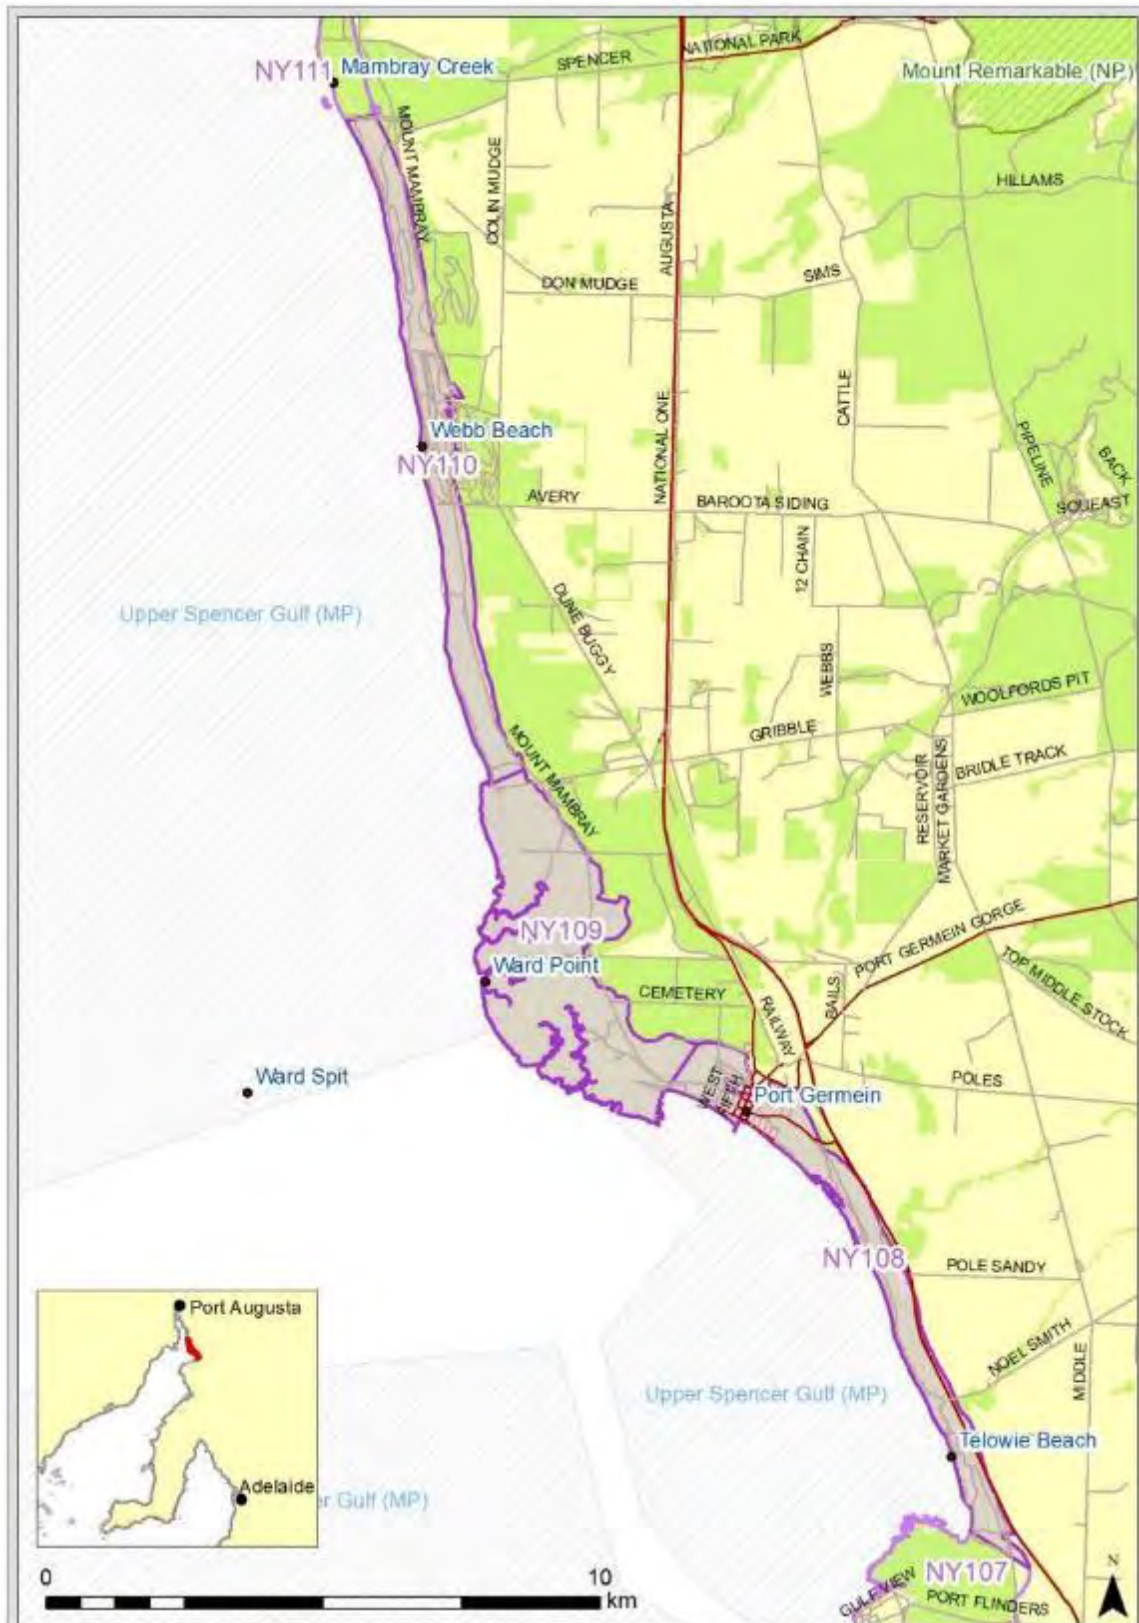 NATIONAL PARK
SPENCER
NY111
Mambray Creek
Mount Remarkable (NP)
MOUNT MAMBRAY
COLIN MUDGE
HILLAMS
AUGUSTA
DON MUDGE
SIMS
CATTLE
Webb Beach
NY110
NATIONAL ONE
PIPELINE
BACK
SOUEAST
AVERY
BAROOTA SIDING
12 CHAIN
Upper Spencer Gulf (MP)
DUNE BUGGY
WEBBS
WOOLFORDS PIT
GRIBBLE
MOUNT MAMBRAY
RESERVOIR
MARKET GARDENS
BRIDLE TRACK
NY109
PORT GERMEIN GORGE
Ward Point
CEMETERY
RAILWAY
BAILS
TOP MIDDLE STOCK
Ward Spit
WEST
FIFTH
Port Germein
POLES
NY108
POLE SANDY
Port Augusta
NOEL SMITH
MIDDLE
Upper Spencer Gulf (MP)
Telowie Beach
Adelaide
er Gulf (MP)
NY107
GULFVIEW
PORT FLINDERS
N
0
10
km